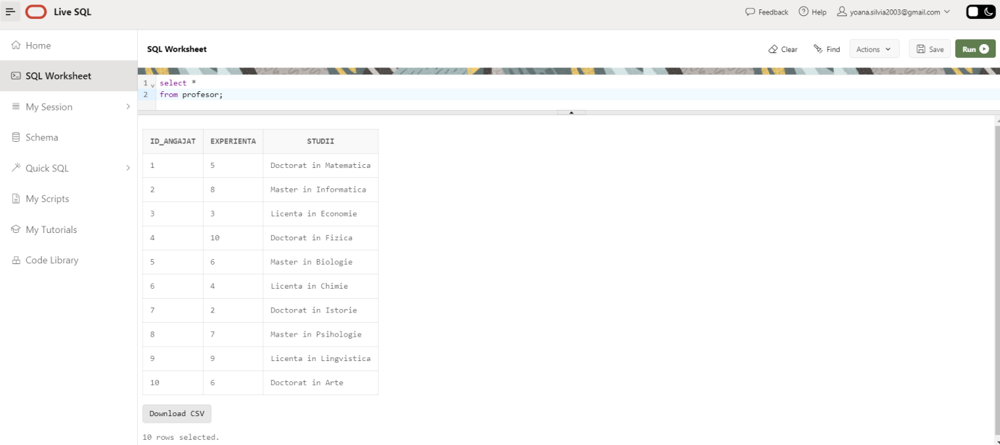 Live SQL
Feedback Help yoana.silvia2003@gmail.com
Home
SQL Worksheet
My Session
Schema
Quick SQL
My Scripts
My Tutorials
Code Library
SQL Worksheet
Clear Find Actions Save Run
1 select *
2 from profesor;
ID_ANGAJAT EXPERIENTA STUDII
1 5 Doctorat in Matematica
2 8 Master in Informatica
3 3 Licenta in Economie
4 10 Doctorat in Fizica
5 6 Master in Biologie
6 4 Licenta in Chimie
7 2 Doctorat in Istorie
8 7 Master in Psihologie
9 9 Licenta in Lingvistica
10 6 Doctorat in Arte
Download CSV
10 rows selected.